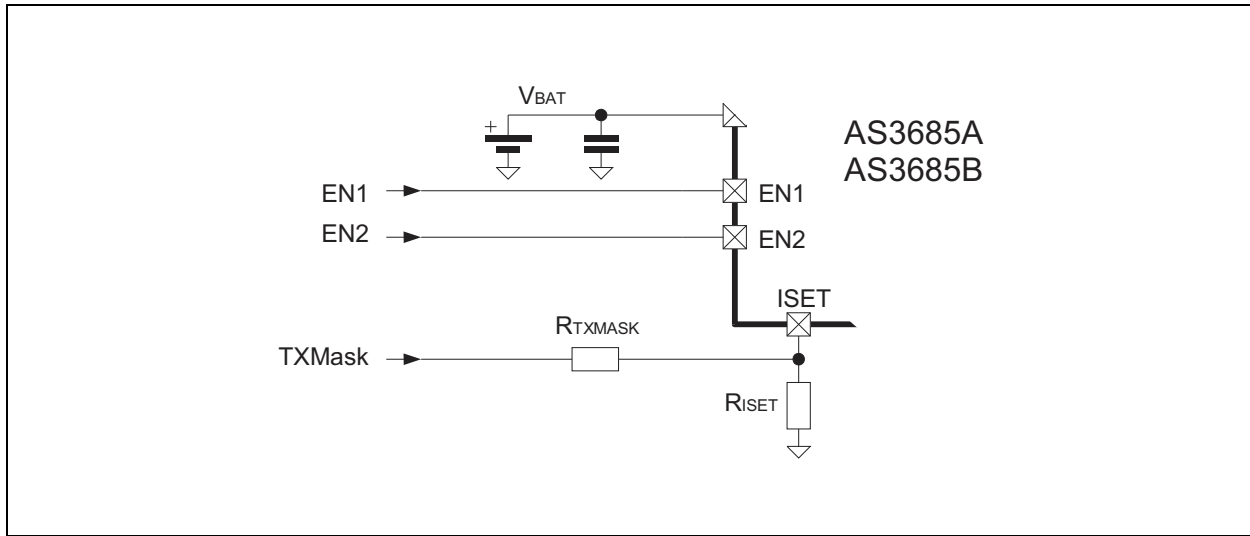 VBAT
+
AS3685A
AS3685B
EN1
EN1
EN2
EN2
ISET
RTXMASK
TXMask
RISET